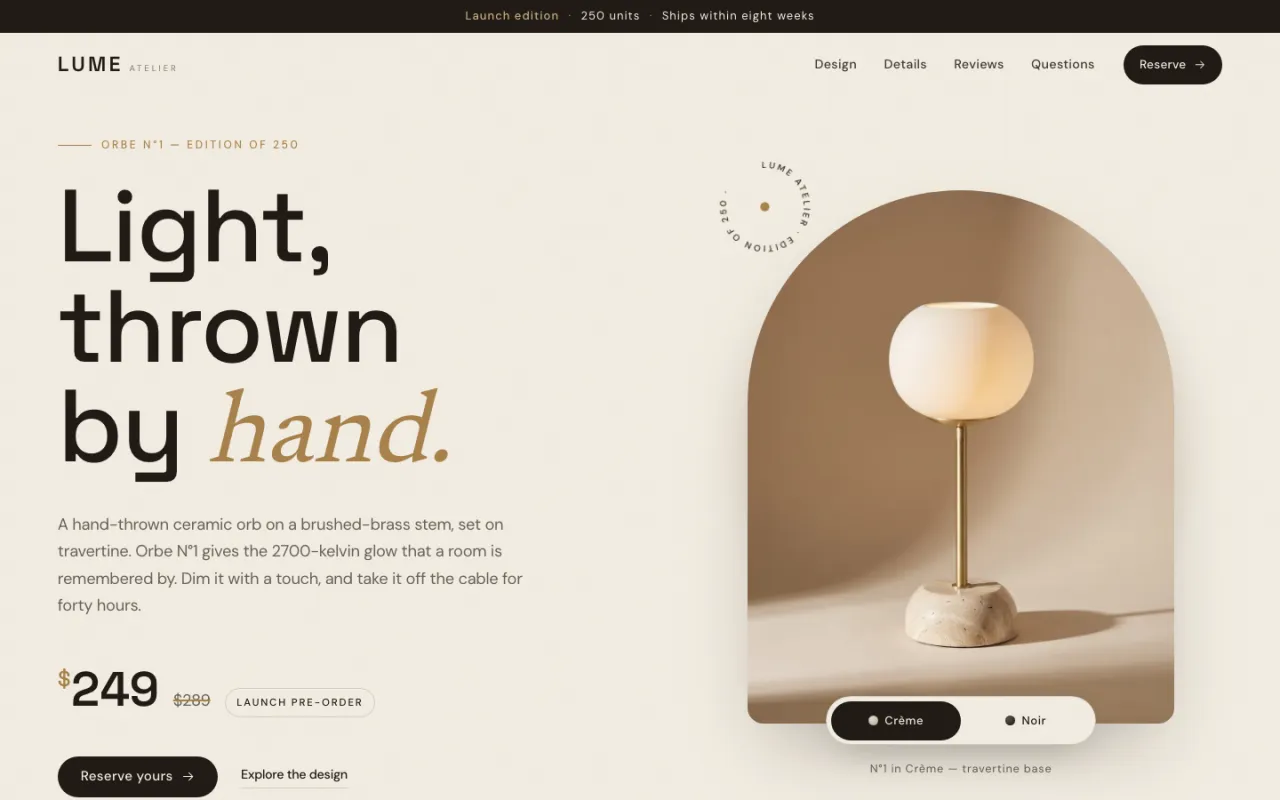 Launch edition · 250 units · Ships within eight weeks
LUME ATELIER
Design Details Reviews Questions Reserve →
ORBE N°1 — EDITION OF 250
Light,
thrown
by hand.
A hand-thrown ceramic orb on a brushed-brass stem, set on
travertine. Orbe N°1 gives the 2700-kelvin glow that a room is
remembered by. Dim it with a touch, and take it off the cable for
forty hours.
$249 $289 LAUNCH PRE-ORDER
Reserve yours → Explore the design
LUME ATELIER · EDITION OF 250 ·
Crème Noir
N°1 in Crème — travertine base